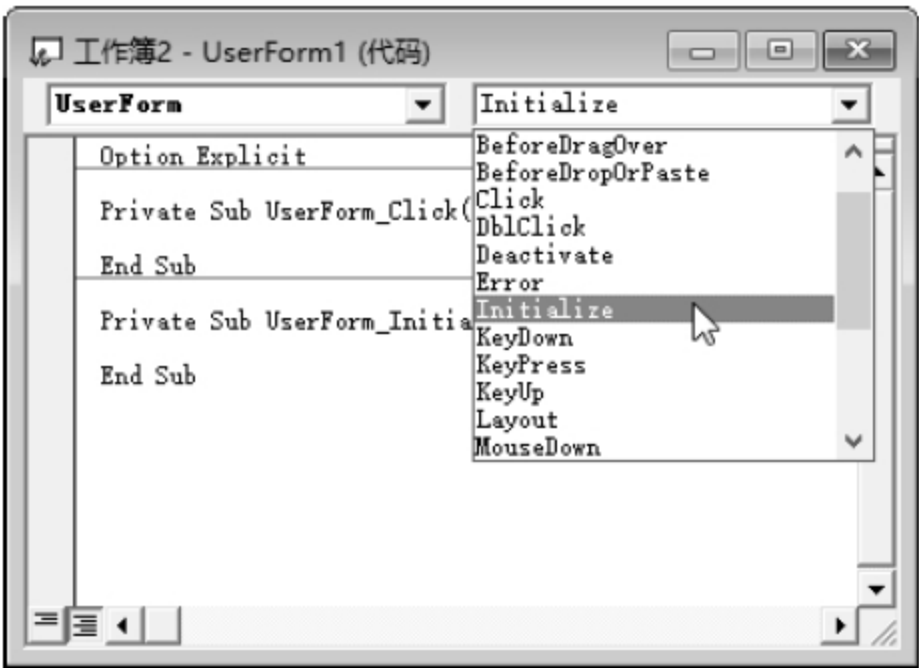 工作簿2 - UserForm1 (代码)
UserForm
Initialize
Option Explicit
Private Sub UserForm_Click(
End Sub
Private Sub UserForm_Initia
End Sub
BeforeDragOver
BeforeDropOrPaste
Click
DblClick
Deactivate
Error
Initialize
KeyDown
KeyPress
KeyUp
Layout
MouseDown